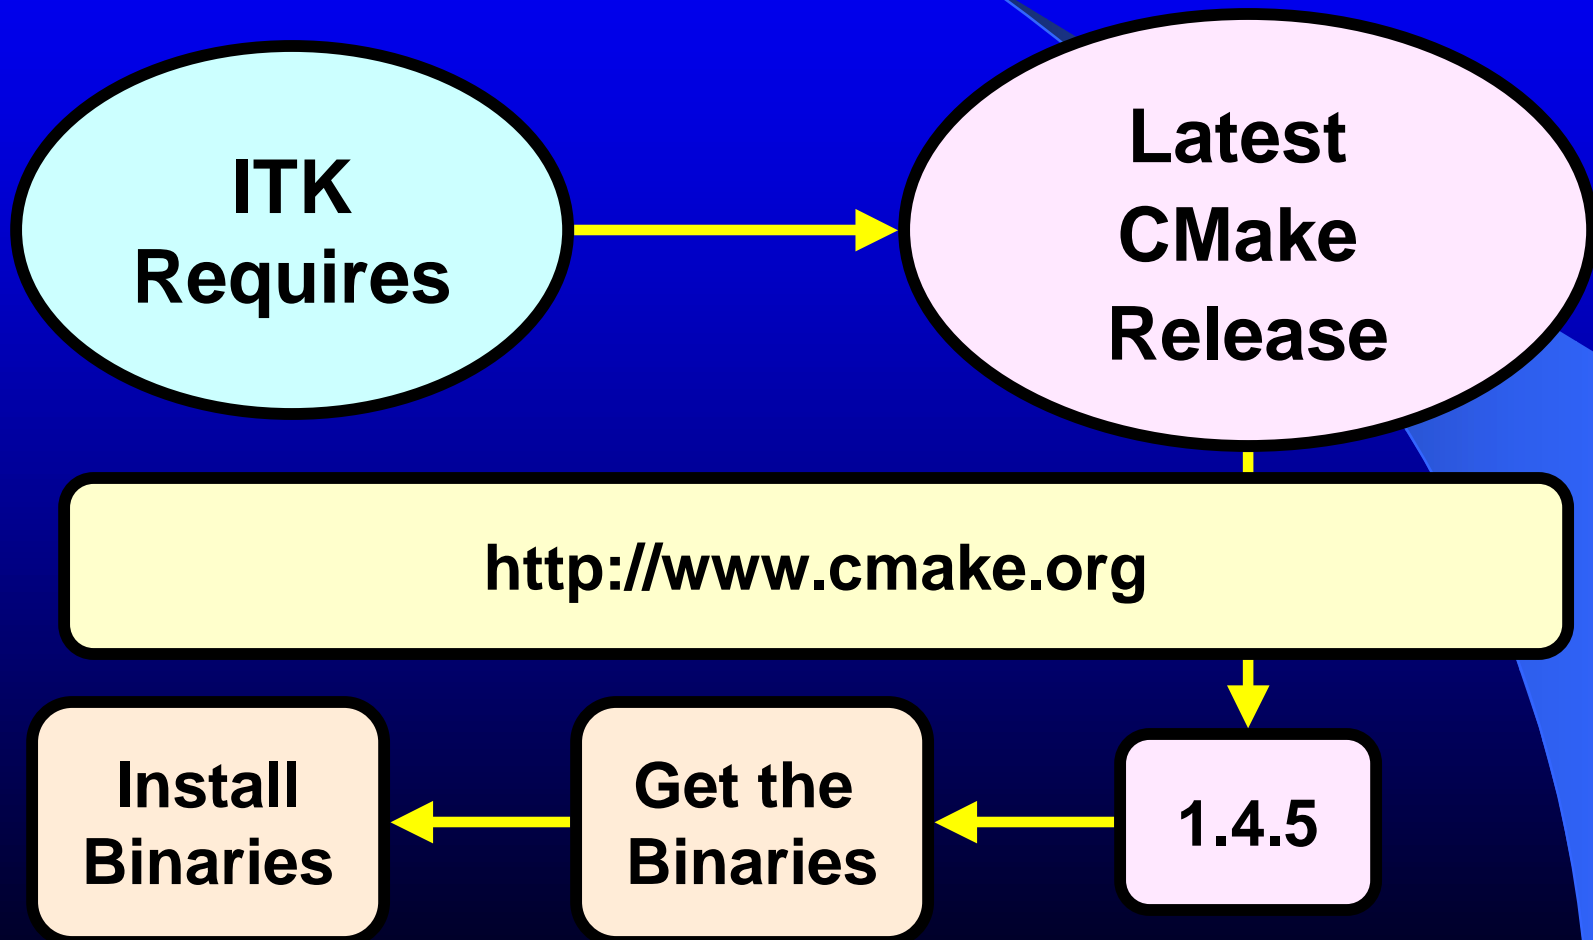 ITK
Requires
Latest
CMake
Release
http://www.cmake.org
Install
Binaries
Get the
Binaries
1.4.5